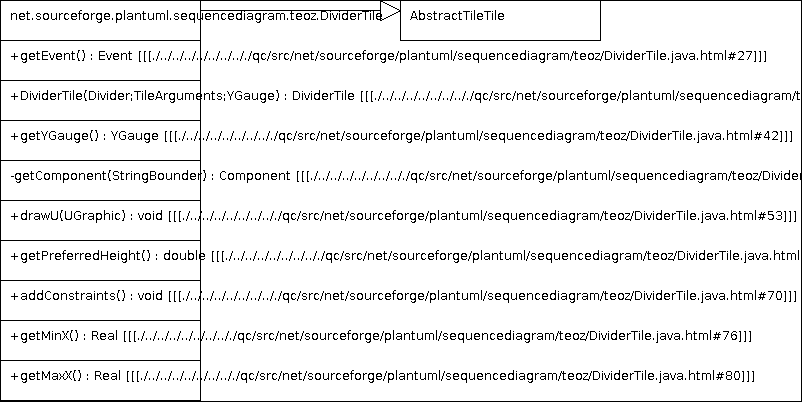 net.sourceforge.plantuml.sequencediagram.teoz.DividerTile
AbstractTileTile
+getEvent() : Event [[[./../../../../../../../../qc/src/net/sourceforge/plantuml/sequencediagram/teoz/DividerTile.java.html#27]]]
+DividerTile(Divider;TileArguments;YGauge) : DividerTile [[[./../../../../../../../../qc/src/net/sourceforge/plantuml/sequencediagram/t
+getYGauge() : YGauge [[[./../../../../../../../../qc/src/net/sourceforge/plantuml/sequencediagram/teoz/DividerTile.java.html#42]]]
-getComponent(StringBounder) : Component [[[./../../../../../../../../qc/src/net/sourceforge/plantuml/sequencediagram/teoz/Divider
+drawU(UGraphic) : void [[[./../../../../../../../../qc/src/net/sourceforge/plantuml/sequencediagram/teoz/DividerTile.java.html#53]]]
+getPreferredHeight() : double [[[./../../../../../../../../qc/src/net/sourceforge/plantuml/sequencediagram/teoz/DividerTile.java.html
+addConstraints() : void [[[./../../../../../../../../qc/src/net/sourceforge/plantuml/sequencediagram/teoz/DividerTile.java.html#70]]]
+getMinX() : Real [[[./../../../../../../../../qc/src/net/sourceforge/plantuml/sequencediagram/teoz/DividerTile.java.html#76]]]
+getMaxX() : Real [[[./../../../../../../../../qc/src/net/sourceforge/plantuml/sequencediagram/teoz/DividerTile.java.html#80]]]